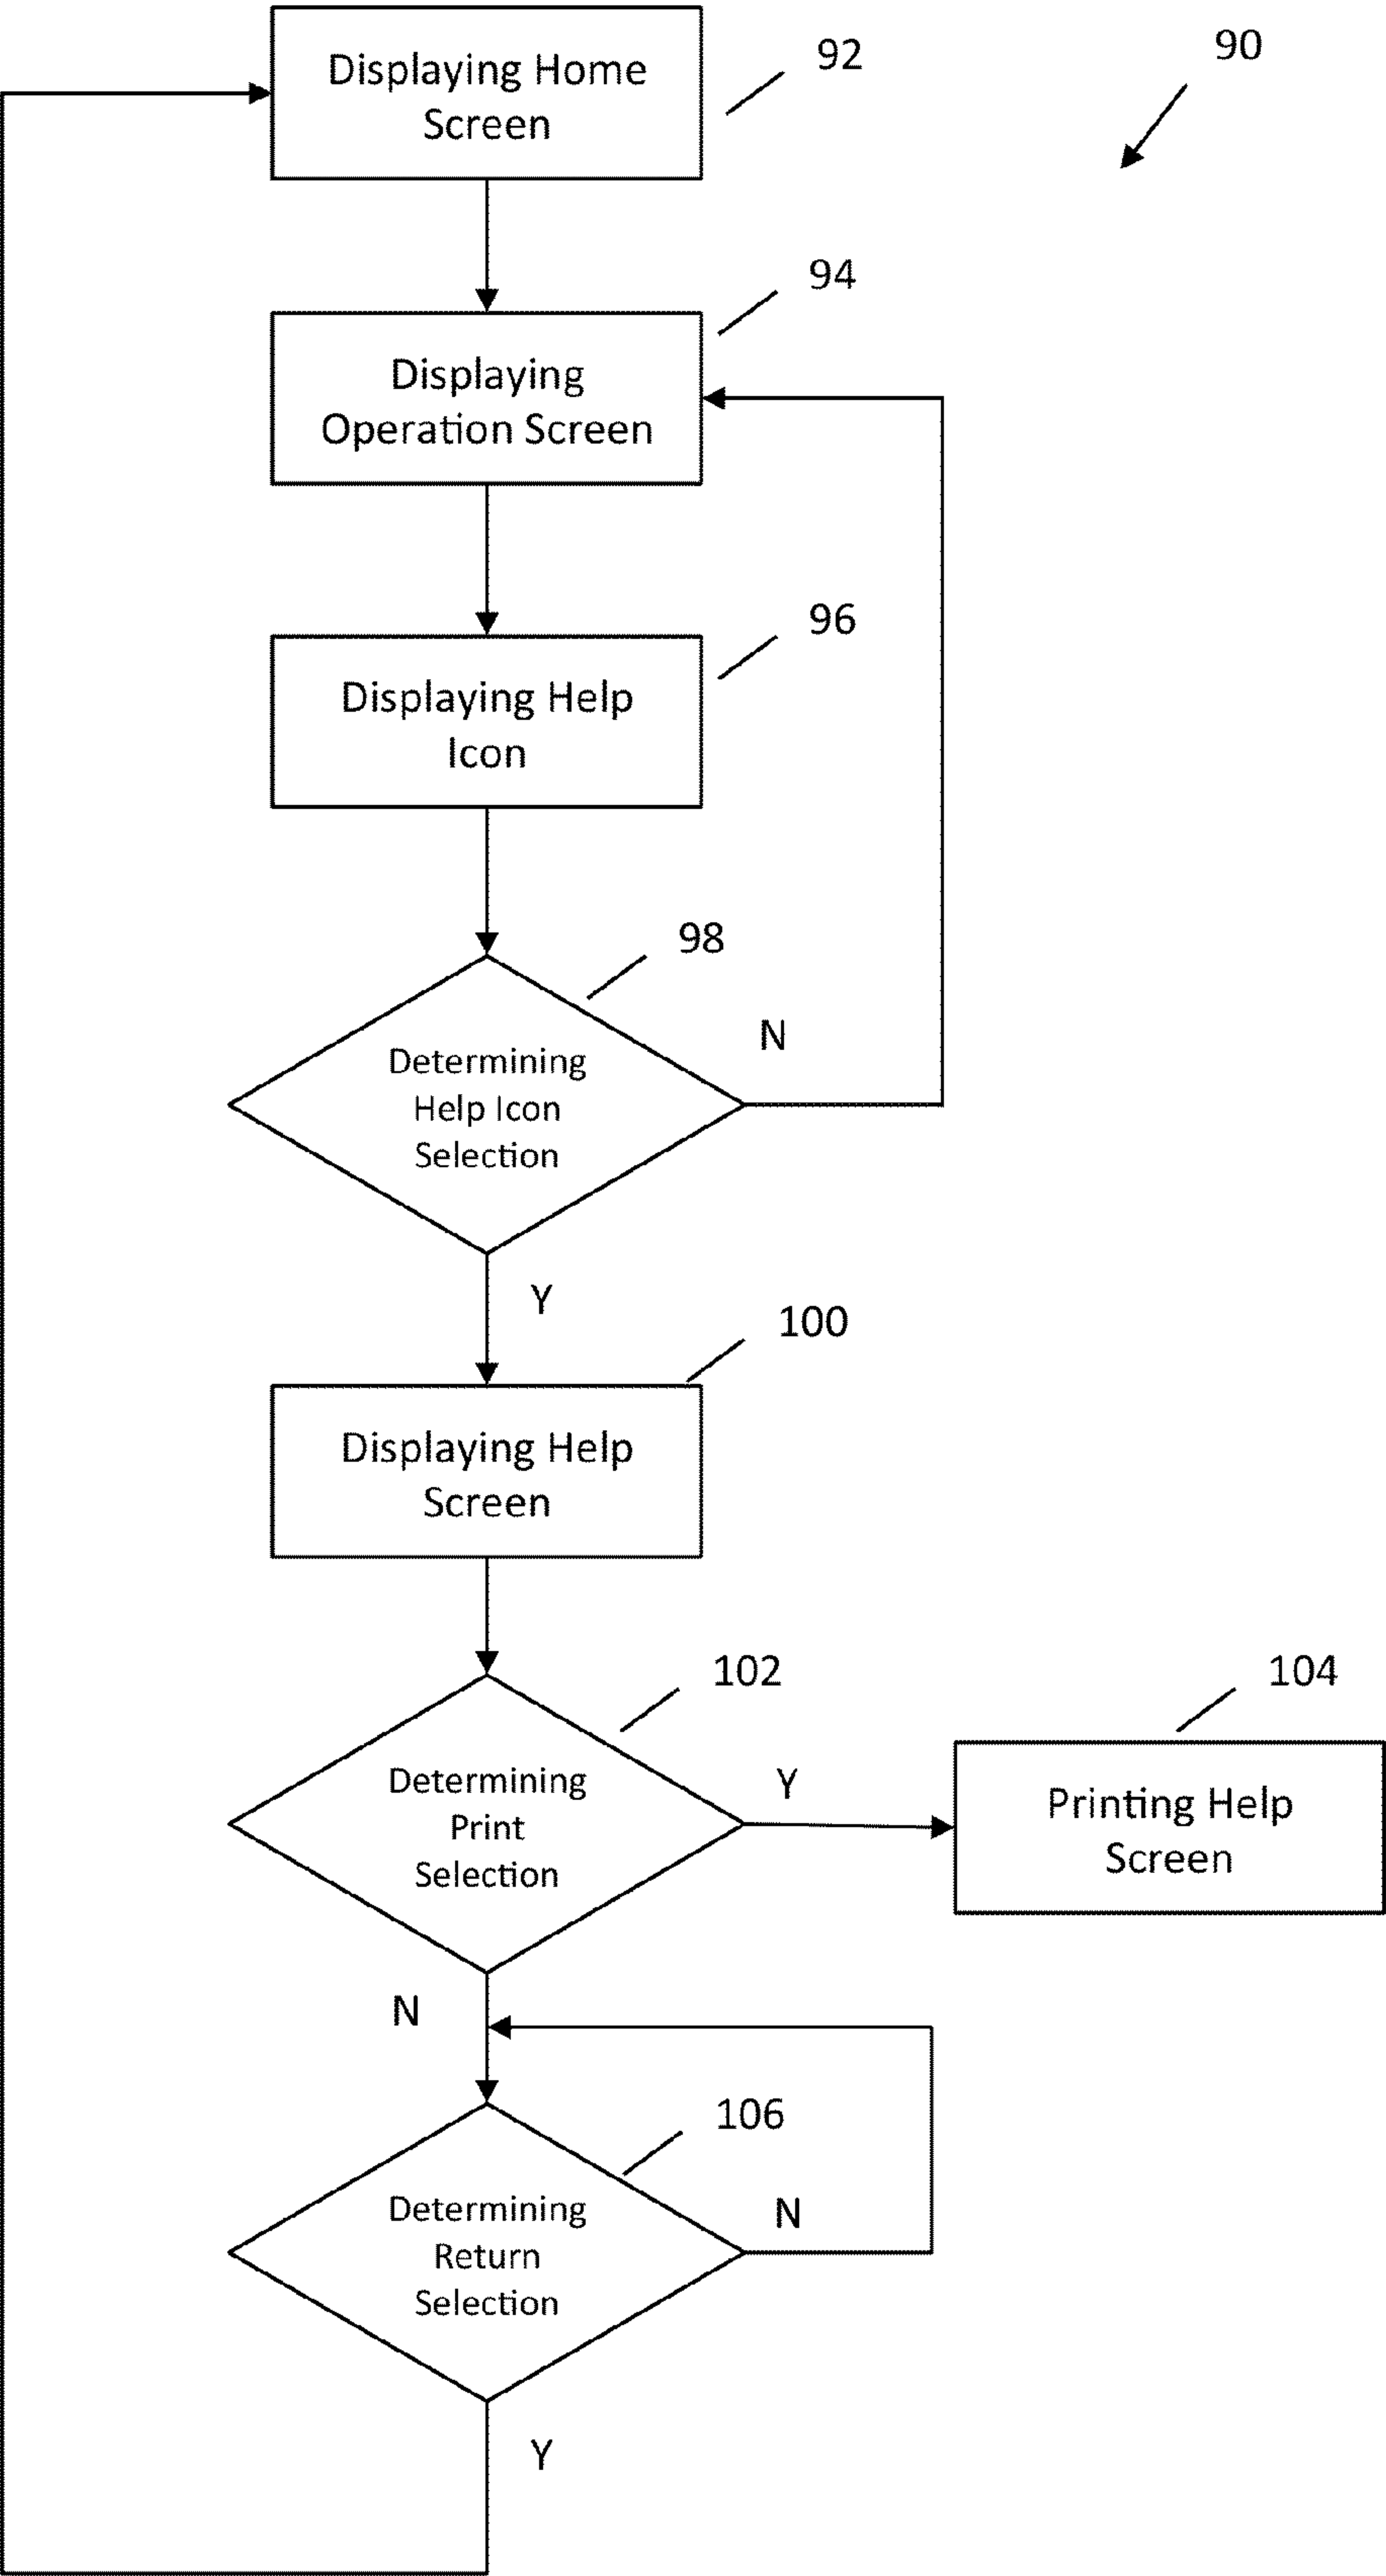 Displaying Home
Screen
92
90
94
Displaying
Operation Screen
96
Displaying Help
Icon
98
N
Determining
Help Icon
Selection
Y
100
Displaying Help
Screen
102
104
Determining
Print
Selection
Y
Printing Help
Screen
N
106
Determining
Return
Selection
N
Y